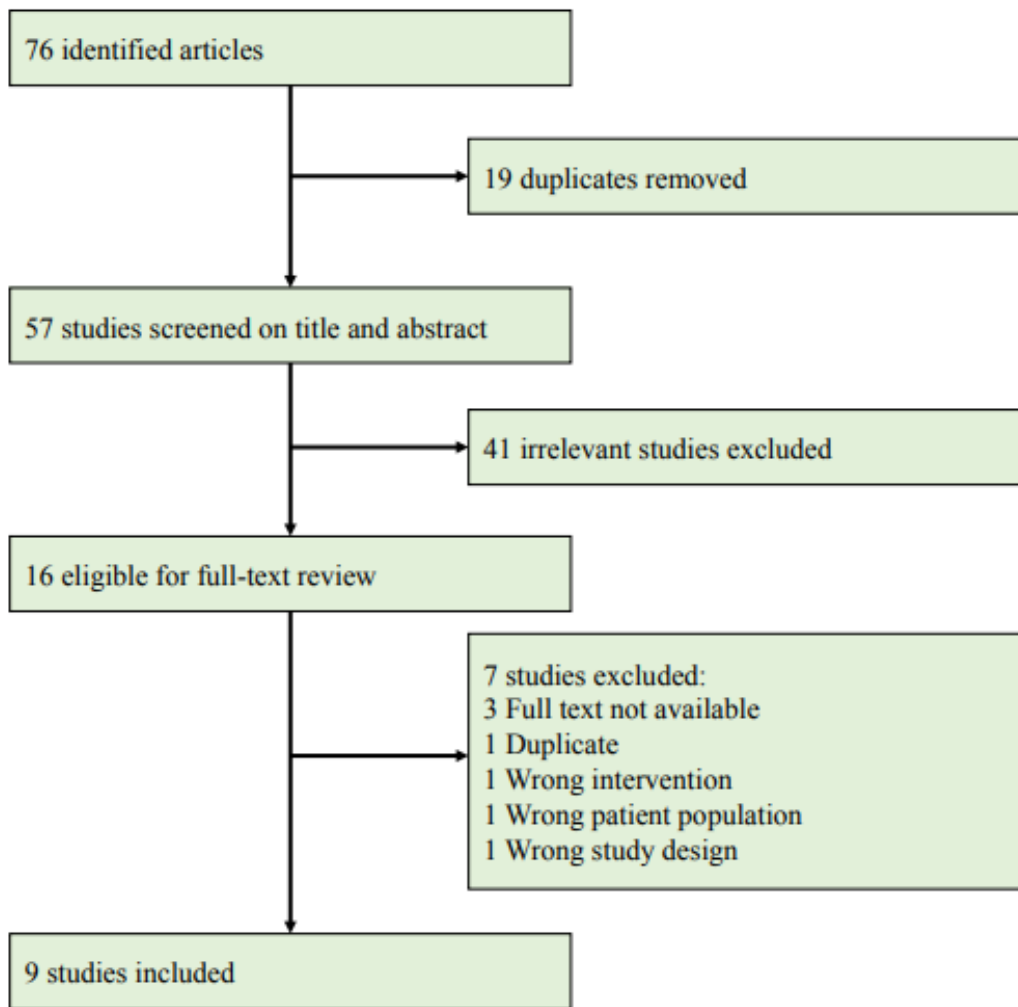 76 identified articles
19 duplicates removed
57 studies screened on title and abstract
41 irrelevant studies excluded
16 eligible for full-text review
7 studies excluded:
3 Full text not available
1 Duplicate
1 Wrong intervention
1 Wrong patient population
1 Wrong study design
9 studies included